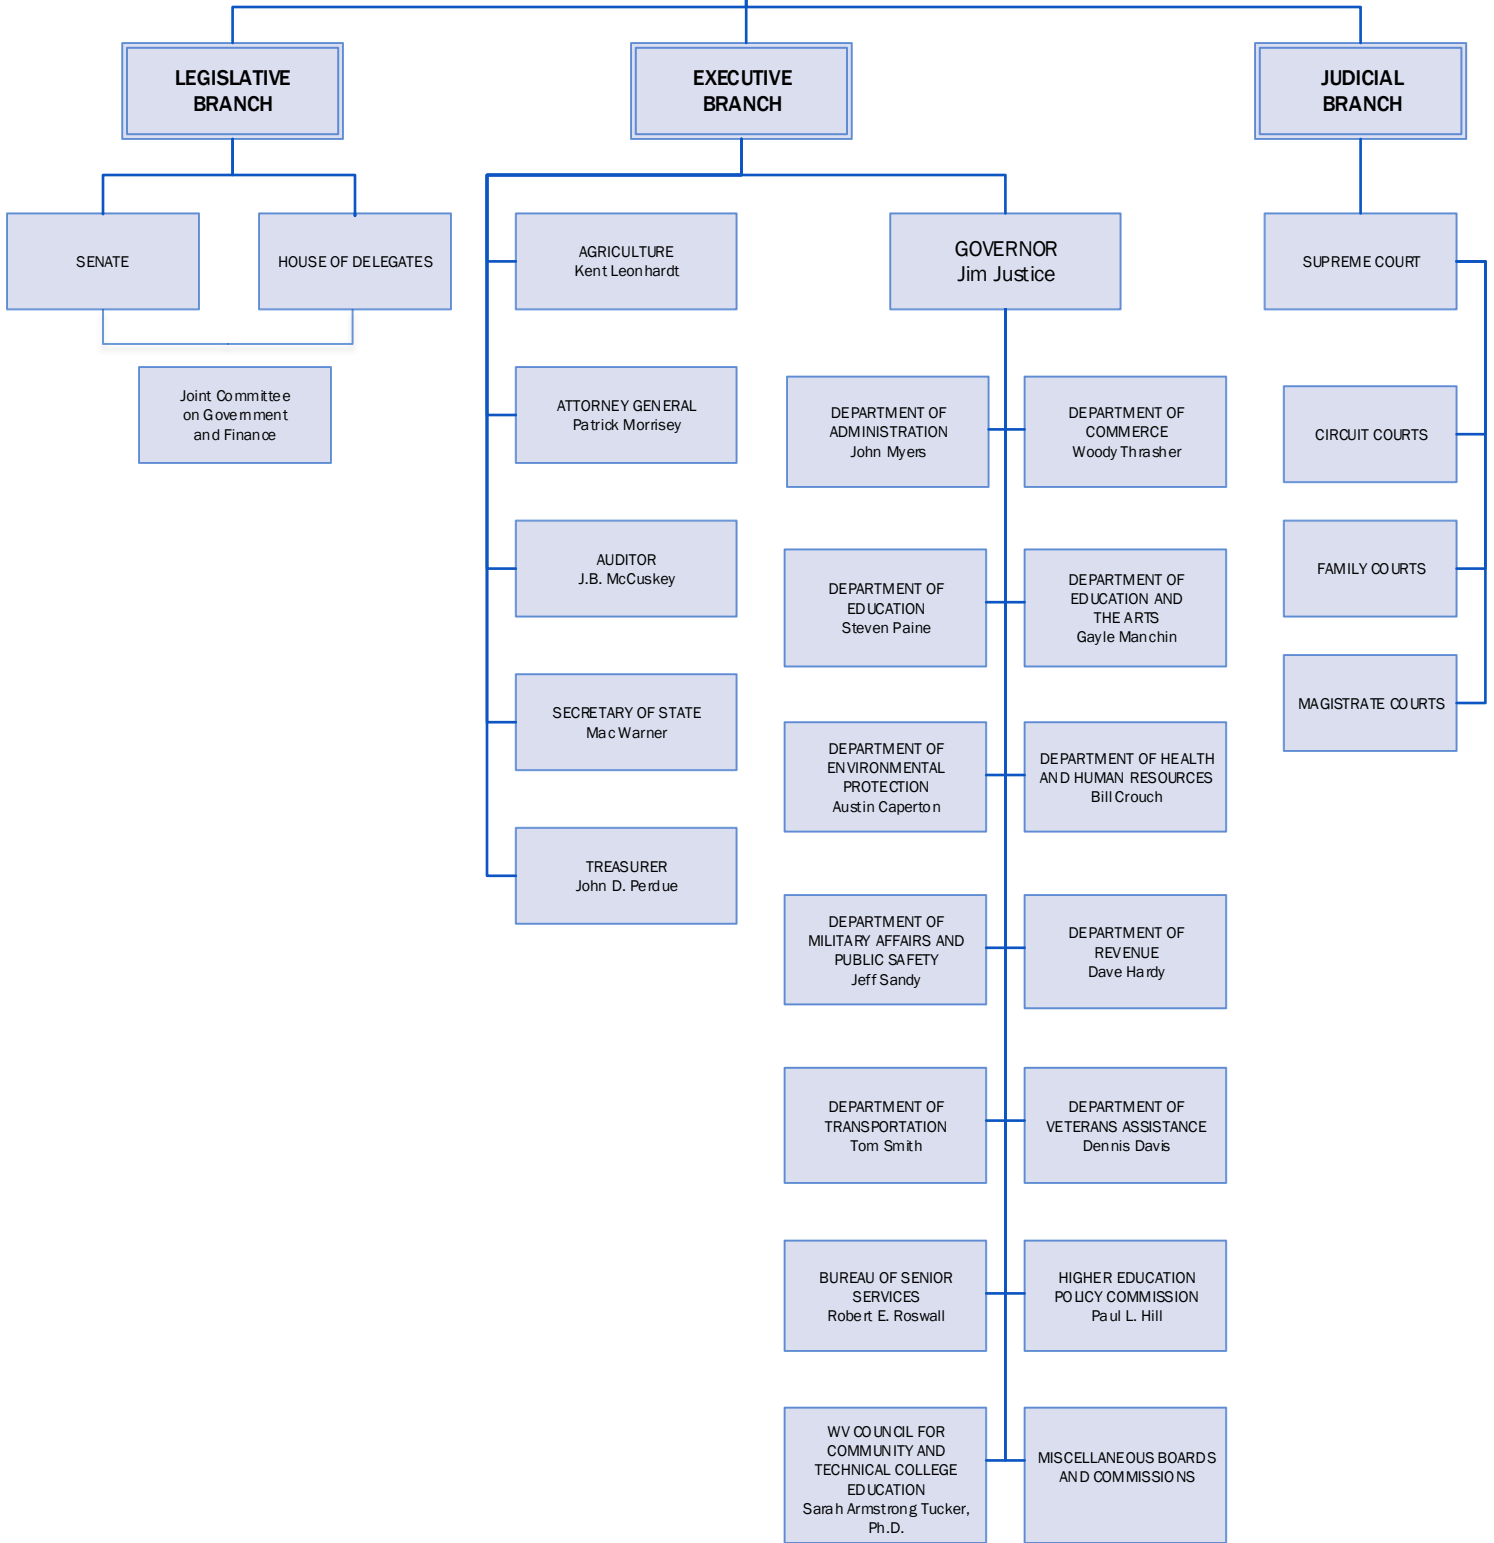 LEGISLATIVE
BRANCH
EXECUTIVE
BRANCH
JUDICIAL
BRANCH
SENATE
HOUSE OF DELEGATES
Joint Committee
on Government
and Finance
AGRICULTURE
Kent Leonhardt
ATTORNEY GENERAL
Patrick Morrisey
AUDITOR
J.B. McCuskey
SECRETARY OF STATE
Mac Warner
TREASURER
John D. Perdue
GOVERNOR
Jim Justice
DEPARTMENT OF
ADMINISTRATION
John Myers
DEPARTMENT OF
COMMERCE
Woody Thrasher
DEPARTMENT OF
EDUCATION
Steven Paine
DEPARTMENT OF
EDUCATION AND
THE ARTS
Gayle Manchin
DEPARTMENT OF
ENVIRONMENTAL
PROTECTION
Austin Caperton
DEPARTMENT OF HEALTH
AND HUMAN RESOURCES
Bill Crouch
DEPARTMENT OF
MILITARY AFFAIRS AND
PUBLIC SAFETY
Jeff Sandy
DEPARTMENT OF
REVENUE
Dave Hardy
DEPARTMENT OF
TRANSPORTATION
Tom Smith
DEPARTMENT OF
VETERANS ASSISTANCE
Dennis Davis
BUREAU OF SENIOR
SERVICES
Robert E. Roswall
HIGHER EDUCATION
POLICY COMMISSION
Paul L. Hill
WV COUNCIL FOR
COMMUNITY AND
TECHNICAL COLLEGE
EDUCATION
Sarah Armstrong Tucker,
Ph.D.
MISCELLANEOUS BOARDS
AND COMMISSIONS
SUPREME COURT
CIRCUIT COURTS
FAMILY COURTS
MAGISTRATE COURTS